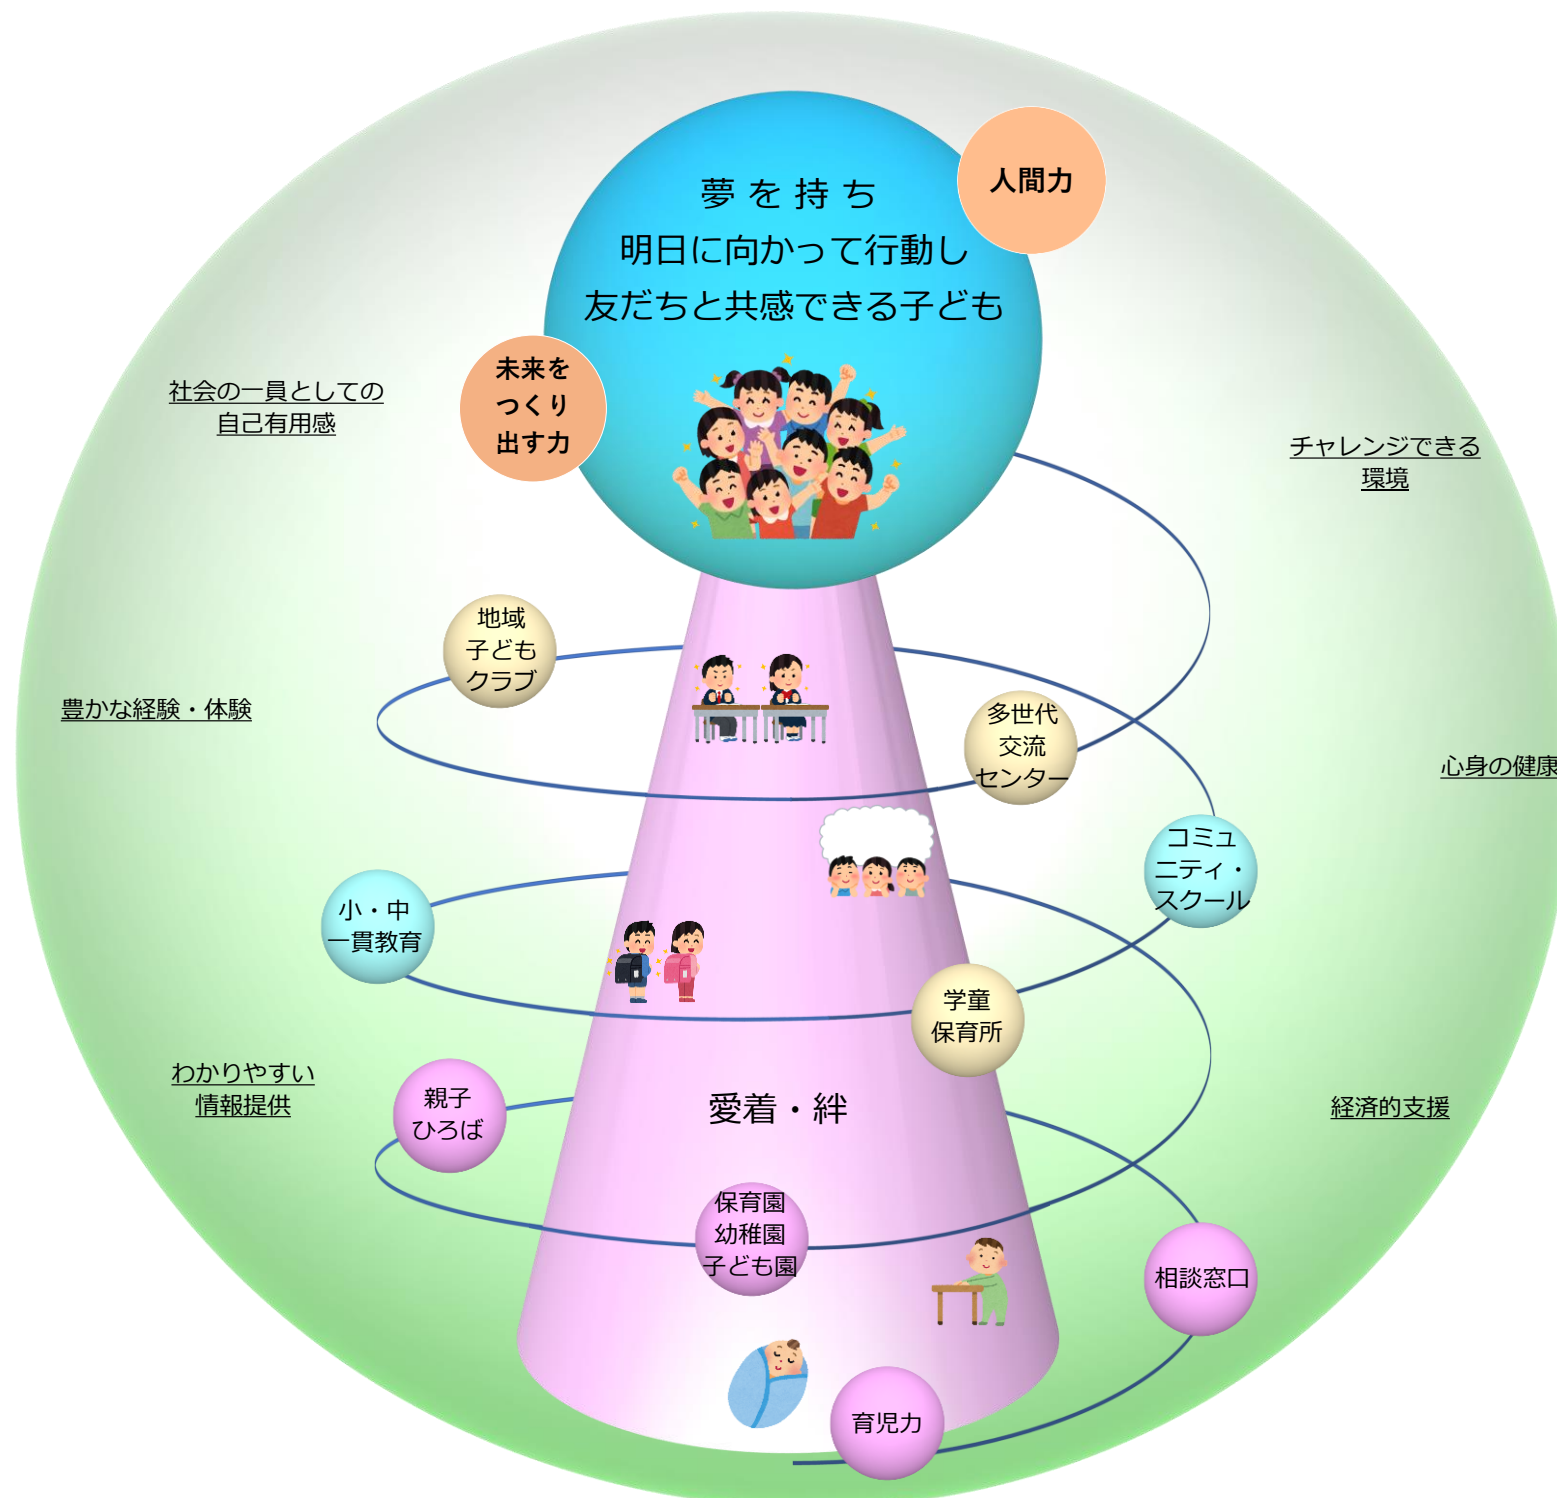 夢を持ち
明日に向かって行動し
友だちと共感できる子ども
人間力
未来を
つくり
出す力
社会の一員としての
自己有用感
チャレンジできる
環境
地域
子ども
クラブ
豊かな経験・体験
多世代
交流
センター
心身の健康
コミュ
ニティ・
スクール
小・中
一貫教育
学童
保育所
わかりやすい
情報提供
親子
ひろば
愛着・絆
経済的支援
保育園
幼稚園
子ども園
相談窓口
育児力